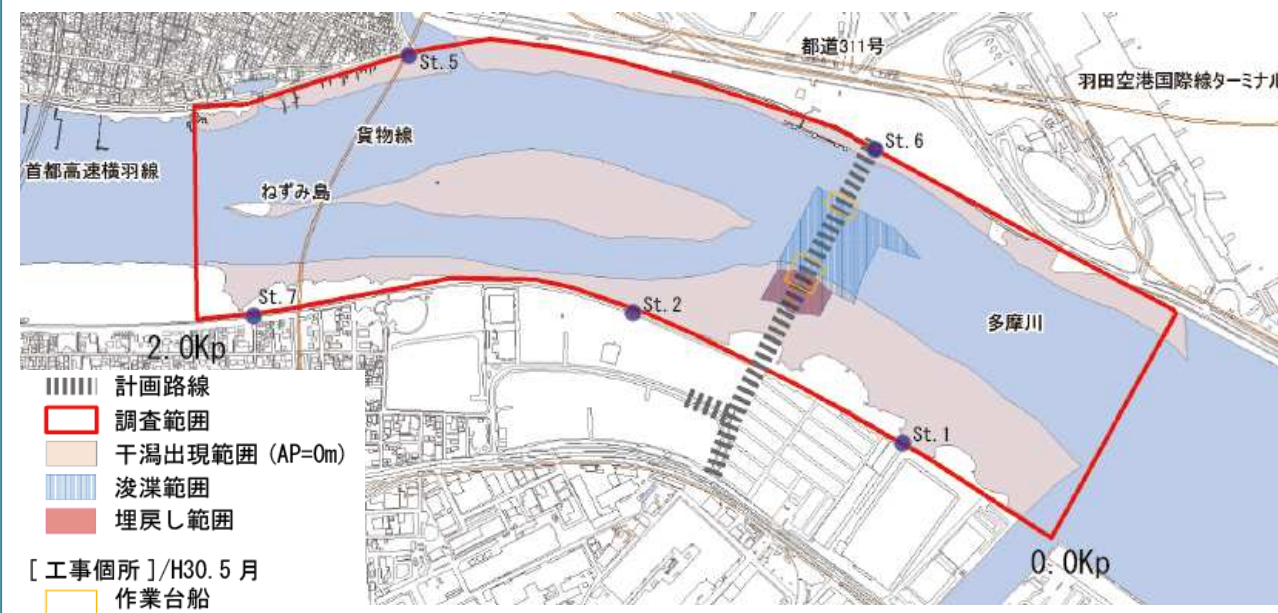 都道311号
St. 5
羽田空港国際線ターミナル
貨物線
St. 6
首都高速横羽線
ねずみ島
St. 7
St. 2
多摩川
2.0Kp
計画路線
調査範囲
干潟出現範囲 (AP=0m)
浚渫範囲
埋戻し範囲
St. 1
[工事個所]/H30.5月
作業台船
0.0Kp